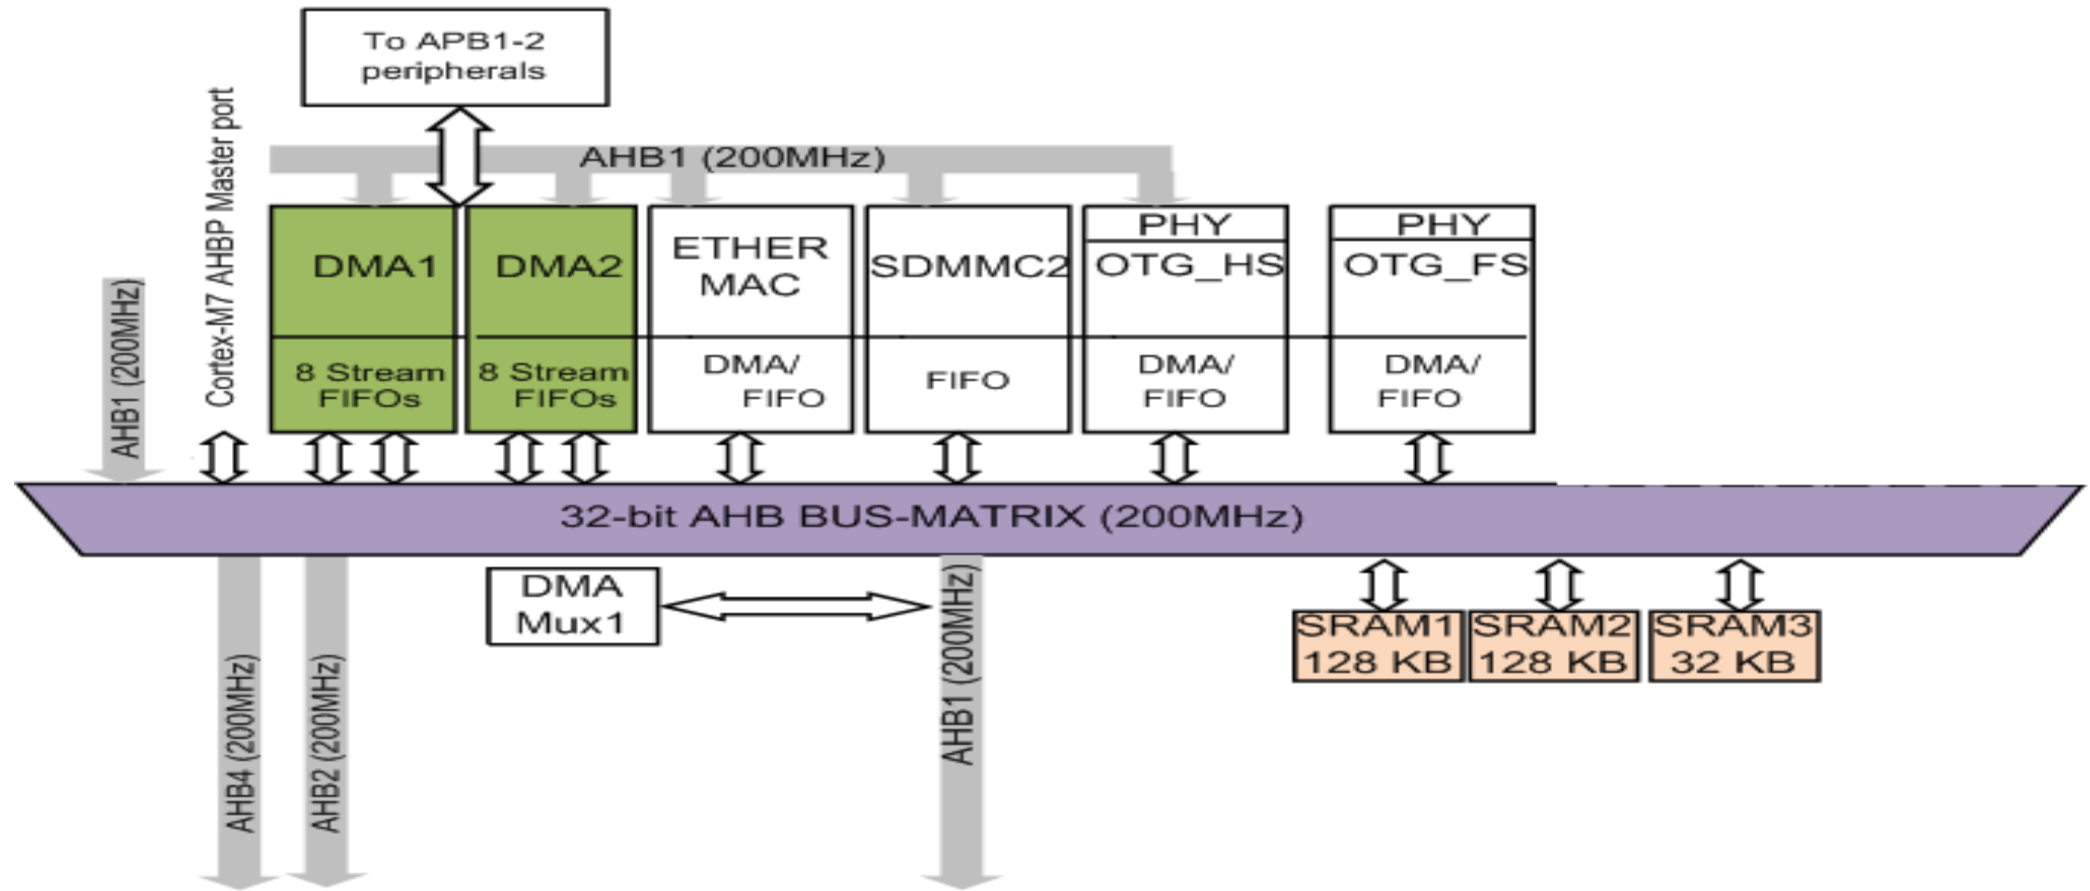 To APB1-2
peripherals
Cortex-M7 AHBP Master port
AHB1 (200MHz)
AHB1 (200MHz)
DMA1
8 Stream
FIFOs
DMA2
8 Stream
FIFOs
ETHER
MAC
DMA/
FIFO
SDMMC2
FIFO
PHY
OTG_HS
DMA/
FIFO
PHY
OTG_FS
DMA/
FIFO
32-bit AHB BUS-MATRIX (200MHz)
AHB4 (200MHz)
AHB2 (200MHz)
DMA
Mux1
AHB1 (200MHz)
SRAM1
128 KB
SRAM2
128 KB
SRAM3
32 KB